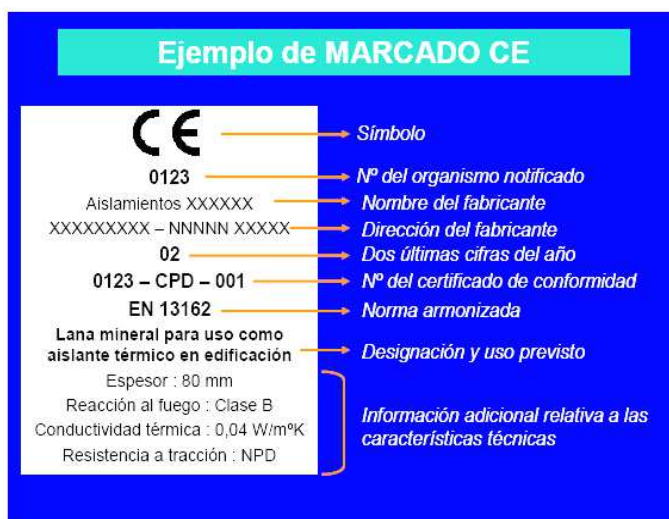 Ejemplo de MARCADO CE
CE
Símbolo
0123
Nº del organismo notificado
Aislamientos XXXXXX
Nombre del fabricante
XXXXXXXXX – NNNNN XXXXX
Dirección del fabricante
02
Dos últimas cifras del año
0123 – CPD – 001
Nº del certificado de conformidad
EN 13162
Norma armonizada
Lana mineral para uso como
aislante térmico en edificación
Designación y uso previsto
Espesor : 80 mm
Reacción al fuego : Clase B
Conductividad térmica : 0,04 W/mºK
Resistencia a tracción : NPD
Información adicional relativa a las
características técnicas